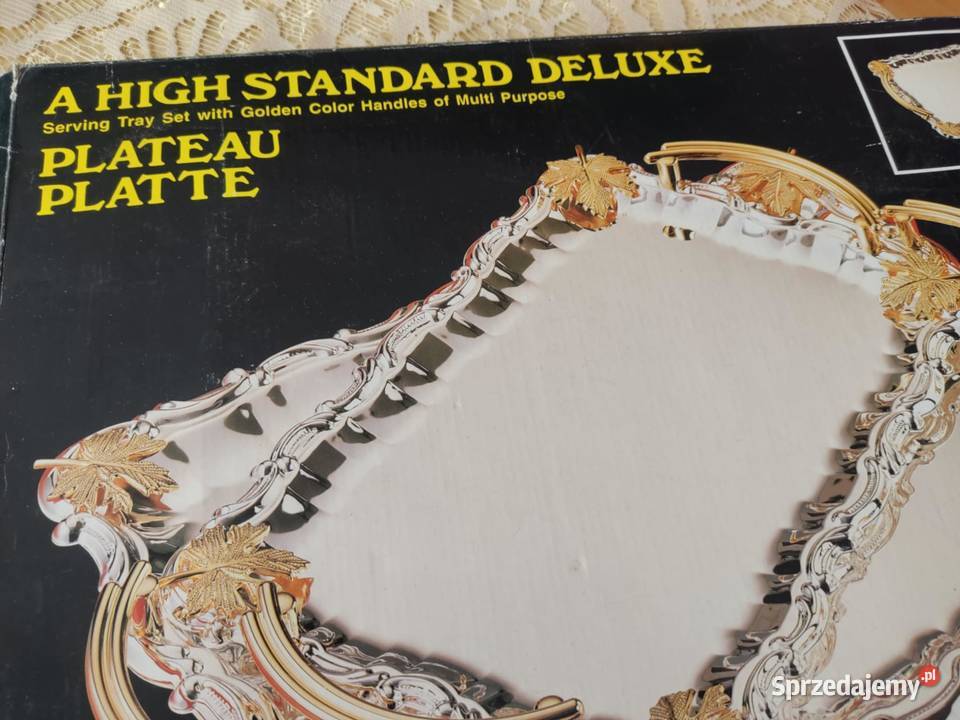 A HIGH STANDARD DELUXE
Serving Tray Set with Golden Color Handles of Multi Purpose
PLATEAU
PLATTE
Sprzedajemy.pl